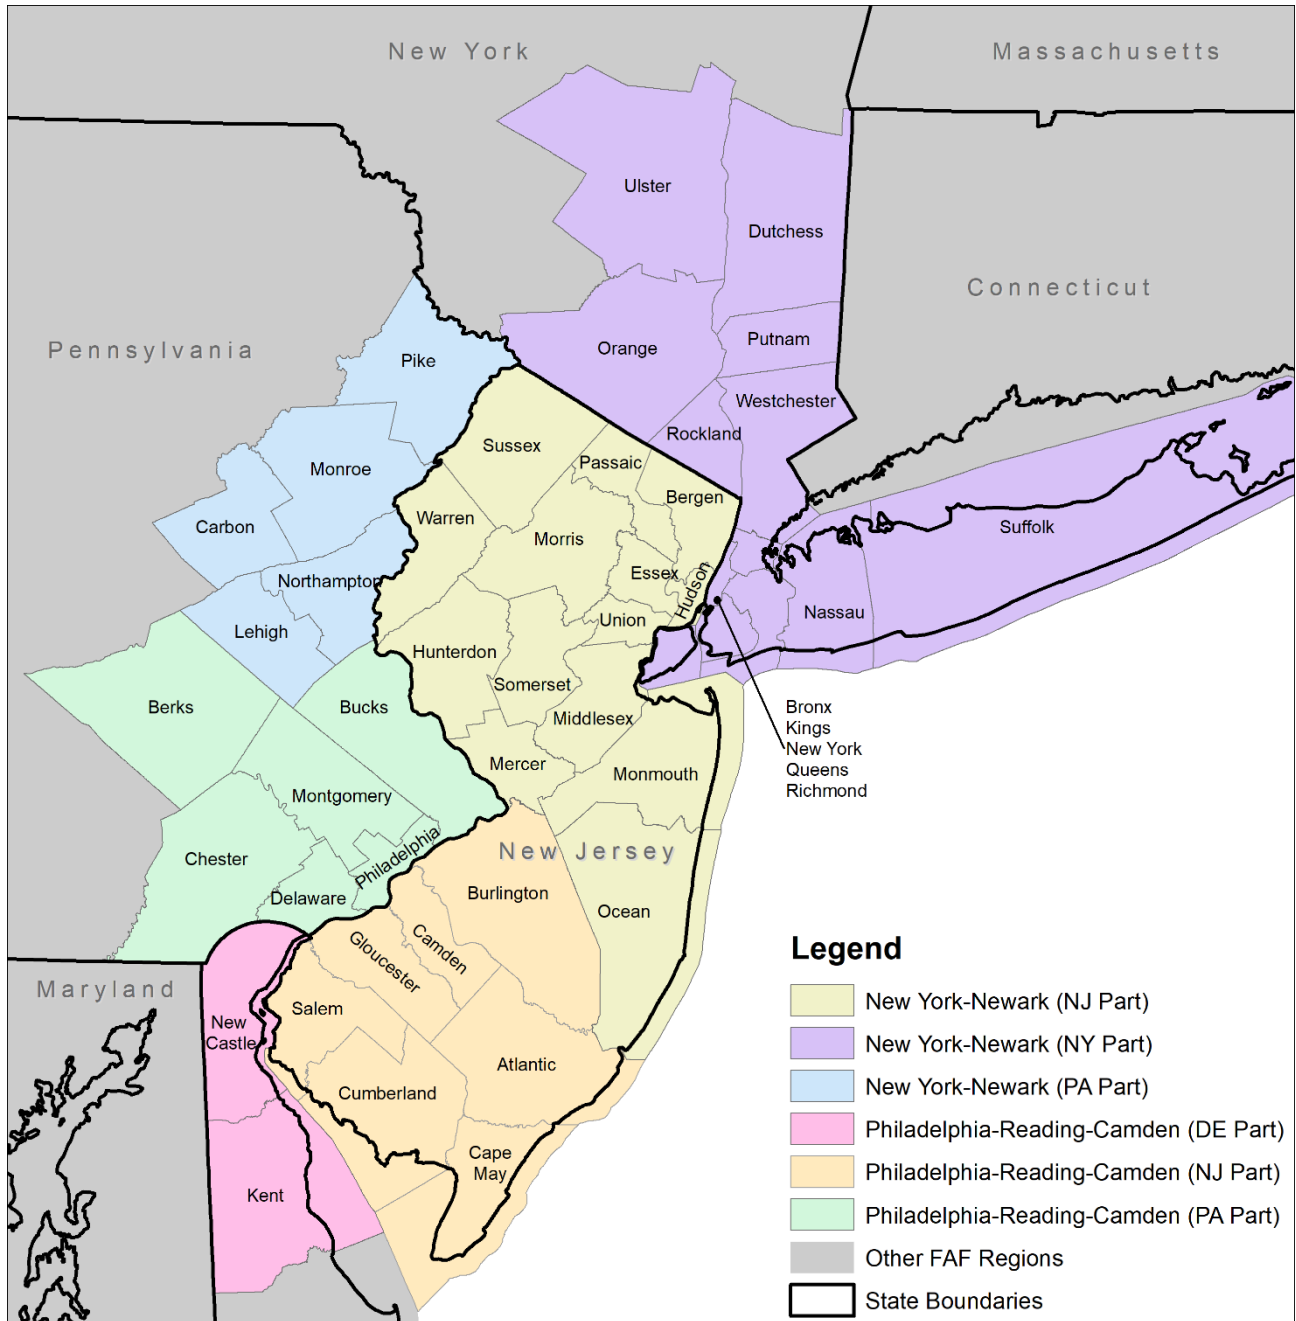 New York
Massachusetts
Ulster
Dutchess
Connecticut
Pennsylvania
Orange
Putnam
Pike
Westchester
Rockland
Sussex
Passaic
Monroe
Bergen
Carbon
Warren
Morris
Suffolk
Northampton
Essex
Hudson
Nassau
Lehigh
Union
Hunterdon
Somerset
Berks
Bucks
Middlesex
Bronx
Kings
New York
Queens
Richmond
Mercer
Monmouth
Montgomery
Philadelphia
New Jersey
Chester
Delaware
Burlington
Ocean
Camden
Gloucester
Legend
Maryland
New York-Newark (NJ Part)
Salem
New
Castle
New York-Newark (NY Part)
Atlantic
Cumberland
New York-Newark (PA Part)
Philadelphia-Reading-Camden (DE Part)
Cape
May
Philadelphia-Reading-Camden (NJ Part)
Kent
Philadelphia-Reading-Camden (PA Part)
Other FAF Regions
State Boundaries